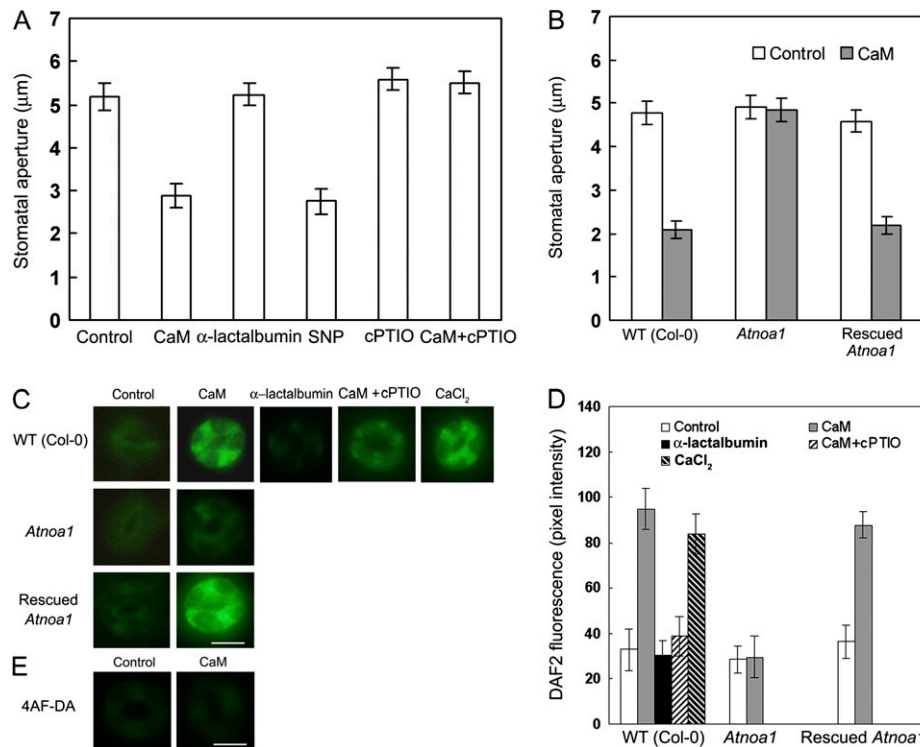 A
Stomatal aperture (μm)
7
6
5
4
3
2
1
0
Control CaM α-lactalbumin SNP cPTIO CaM+cPTIO
B
Stomatal aperture (μm)
7
6
5
4
3
2
1
0
Control CaM
WT (Col-0) Atnoa1 Rescued
Atnoa1
C
Control CaM α–lactalbumin CaM +cPTIO CaCl₂
WT (Col-0)
Atnoa1
Rescued
Atnoa1
D
DAF2 fluorescence (pixel intensity)
140
120
100
80
60
40
20
0
Control CaM
α-lactalbumin CaM+cPTIO
CaCl₂
WT (Col-0) Atnoa1 Rescued Atnoa
E
Control CaM
4AF-DA